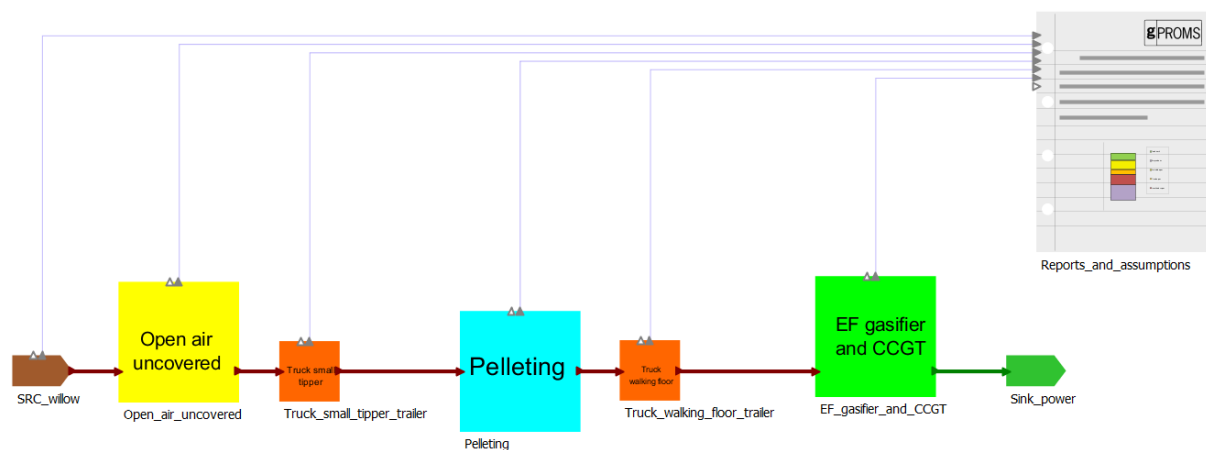 gPROMS
Reports_and_assumptions
Open air
uncovered
EF gasifier
and CCGT
Pelleting
Truck small
tipper
Truck
walking floor
SRC_willow
Open_air_uncovered
Truck_small_tipper_trailer
Pelleting
Truck_walking_floor_trailer
EF_gasifier_and_CCGT
Sink_power